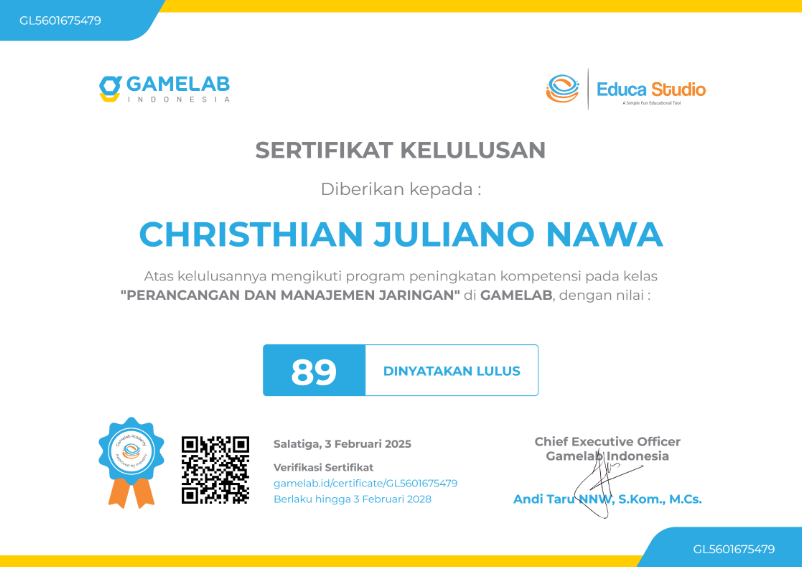 GL5601675479
GAMELAB
INDONESIA
Educa Studio
A Simple Fun Educational Tool
SERTIFIKAT KELULUSAN
Diberikan kepada :
CHRISTHIAN JULIANO NAWA
Atas kelulusannya mengikuti program peningkatan kompetensi pada kelas
"PERANCANGAN DAN MANAJEMEN JARINGAN" di GAMELAB, dengan nilai :
89
DINYATAKAN LULUS
Gamelab Academy
Salatiga, 3 Februari 2025
Verifikasi Sertifikat
gamelab.id/certificate/GL5601675479
Berlaku hingga 3 Februari 2028
Chief Executive Officer
Gamelab Indonesia
Andi Taru NNW, S.Kom., M.Cs.
GL5601675479